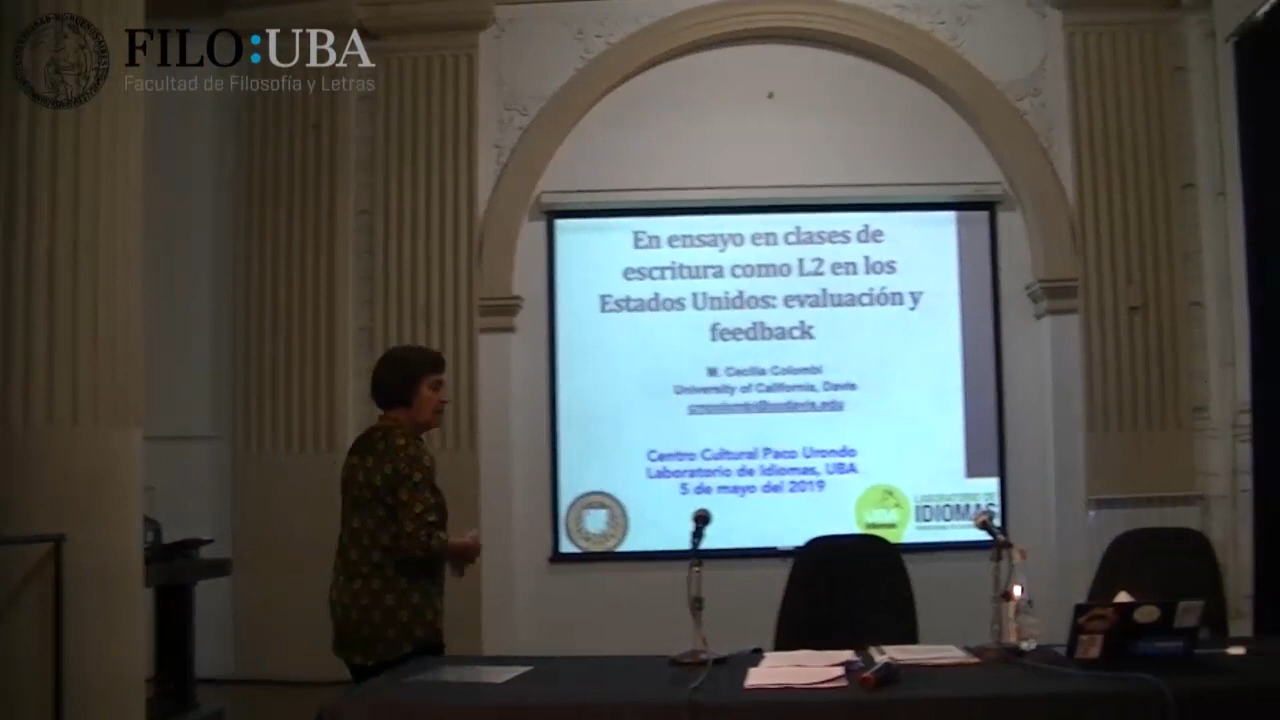 FILO:UBA
Facultad de Filosofía y Letras
En ensayo en clases de
escritura como L2 en los
Estados Unidos: evaluación y
feedback
M. Cecilia Colombi
University of California, Davis
Centro Cultural Paco Urondo
Laboratorio de Idiomas, UBA
5 de mayo del 2019
LABORATORIO DE
IDIOMAS
idiomas